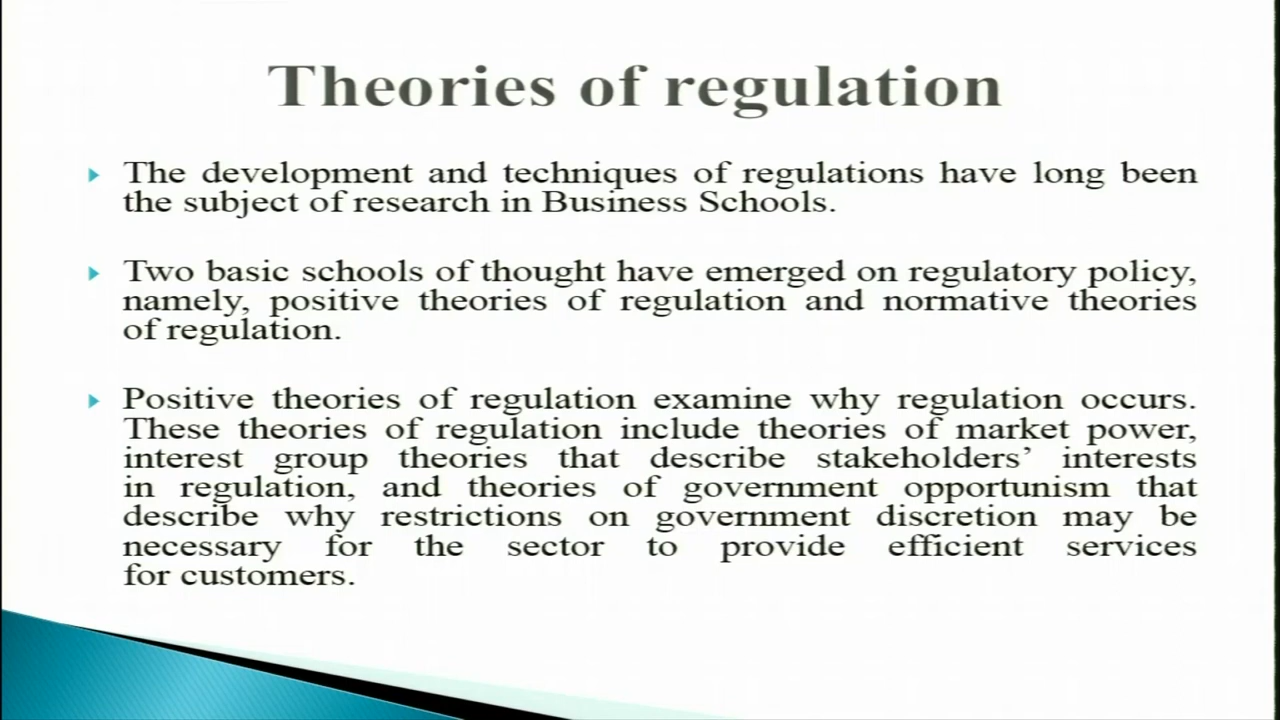 Theories of regulation
The development and techniques of regulations have long been
the subject of research in Business Schools.
Two basic schools of thought have emerged on regulatory policy,
namely, positive theories of regulation and normative theories
of regulation.
Positive theories of regulation examine why regulation occurs.
These theories of regulation include theories of market power,
interest group theories that describe stakeholders’ interests
in regulation, and theories of government opportunism that
describe why restrictions on government discretion may be
necessary for the sector to provide efficient services
for customers.